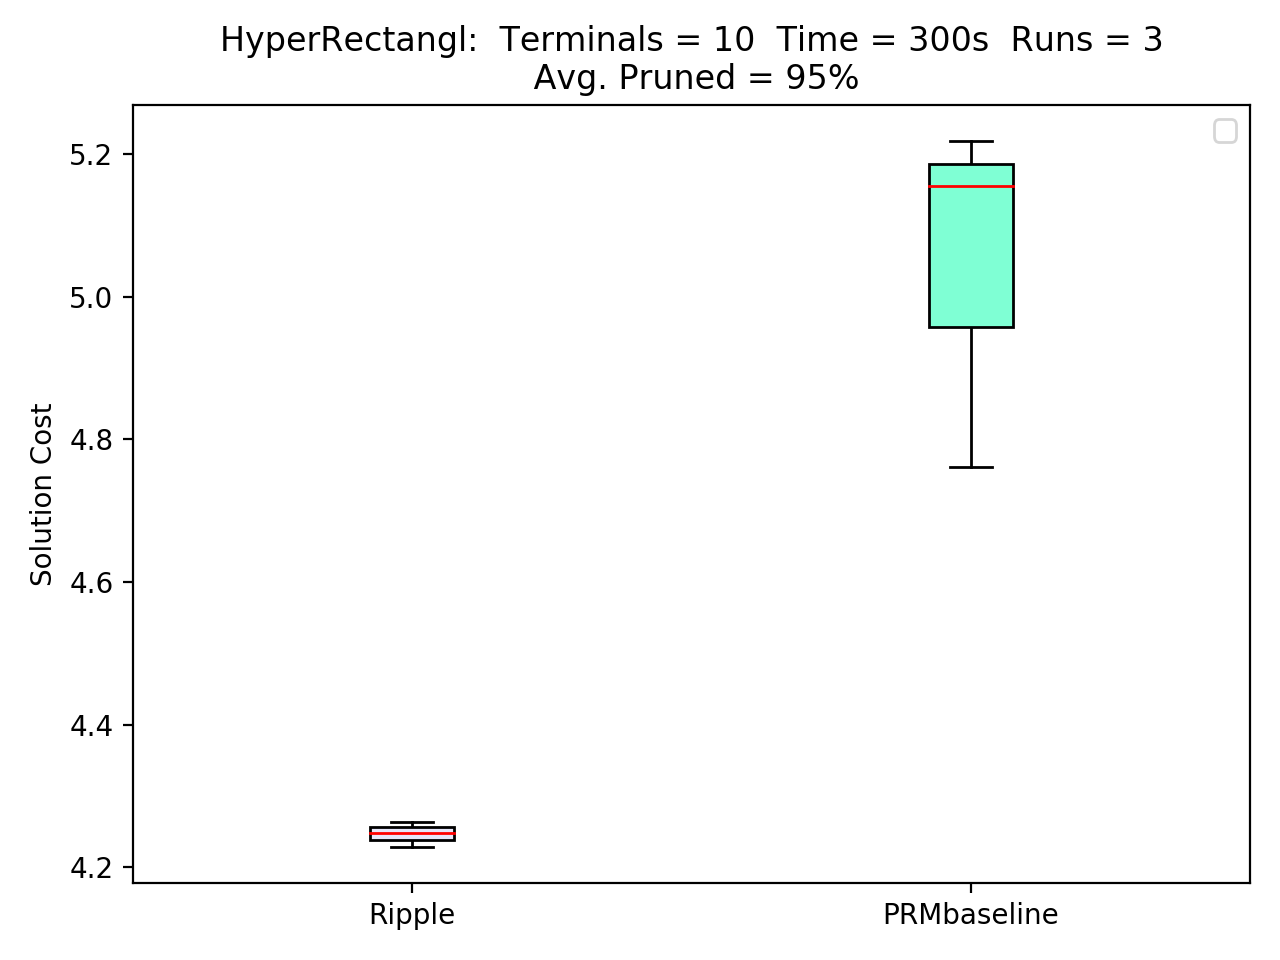 HyperRectangl: Terminals = 10 Time = 300s Runs = 3
Avg. Pruned = 95%
5.2
5.0
4.8
4.6
4.4
4.2
Solution Cost
Ripple
PRMbaseline